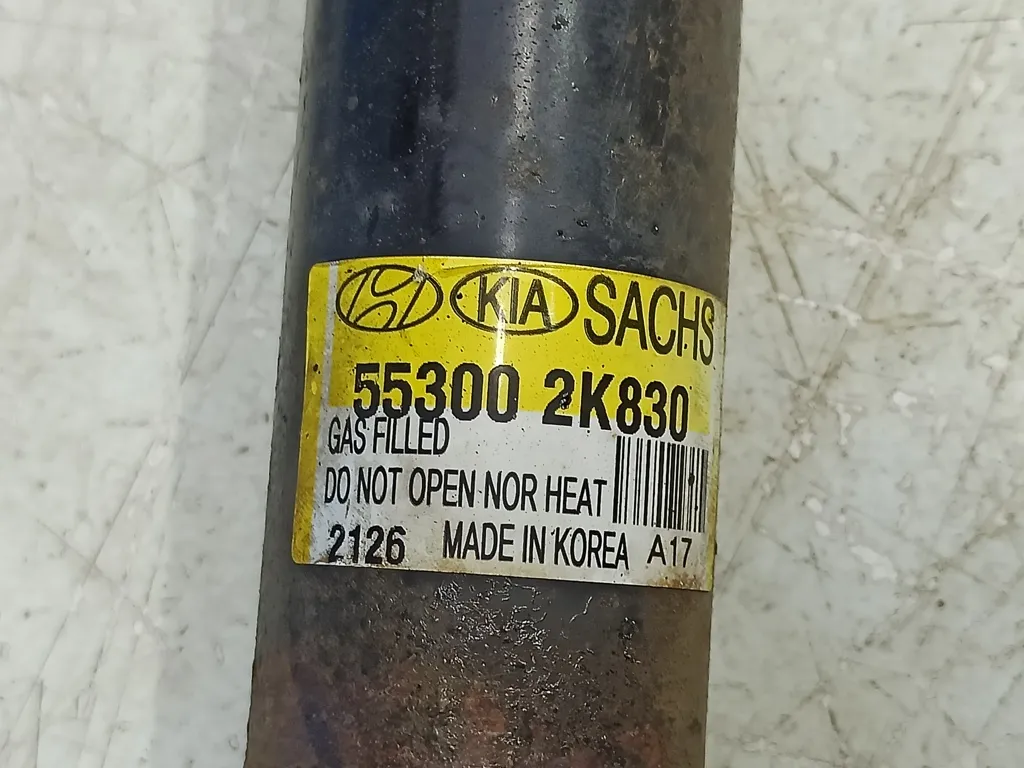 KIA SACHS
55300 2K830
GAS FILLED
DO NOT OPEN NOR HEAT
2126 MADE IN KOREA A17